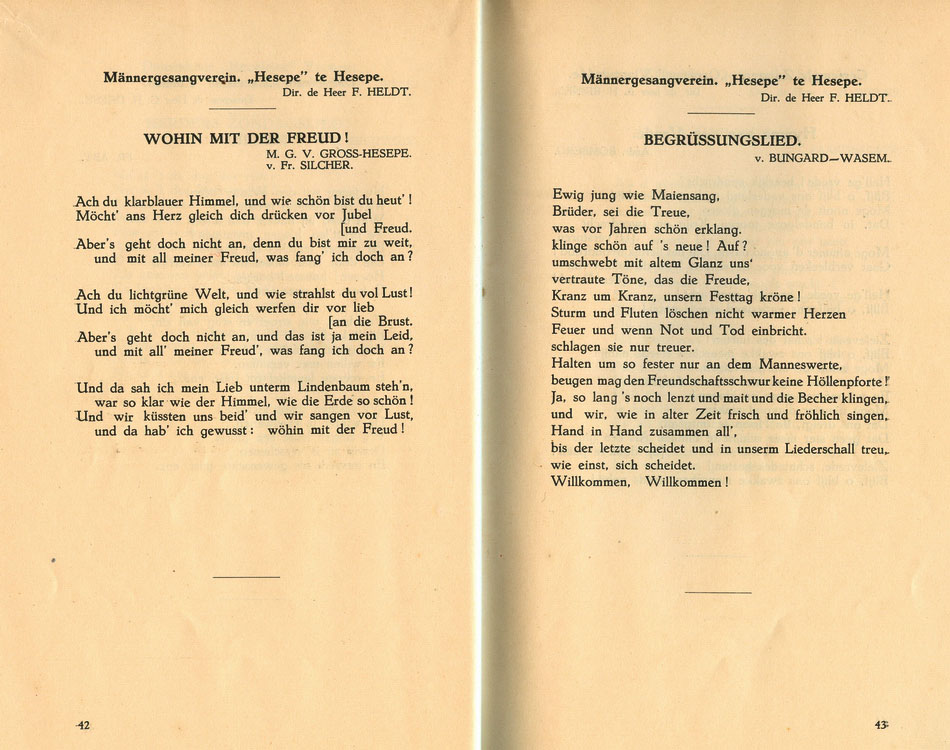 Männergesangverein. „Hesepe” te Hesepe.
Dir. de Heer F. HELDT.
WOHIN MIT DER FREUD!
M. G. V. GROSS-HESEPE.
v. Fr. SILCHER.
Ach du klarblauer Himmel, und wie schön bist du heut'!
Möcht' ans Herz gleich dich drücken vor Jubel
[und Freud.
Aber's geht doch nicht an, denn du bist mir zu weit,
und mit all meiner Freud, was fang' ich doch an?
Ach du lichtgrüne Welt, und wie strahlst du vol Lust!
Und ich möcht' mich gleich werfen dir vor lieb
[an die Brust.
Aber's geht doch nicht an, und das ist ja mein Leid,
und mit all' meiner Freud', was fang ich doch an?
Und da sah ich mein Lieb unterm Lindenbaum steh'n,
war so klar wie der Himmel, wie die Erde so schön!
Und wir küssten uns beid' und wir sangen vor Lust,
und da hab' ich gewusst: wöhin mit der Freud!
42
Männergesangverein. „Hesepe” te Hesepe.
Dir. de Heer F. HELDT.
BEGRÜSSUNGSLIED.
v. BUNGARD—WASEM.
Ewig jung wie Maiensang,
Brüder, sei die Treue,
was vor Jahren schön erklang.
klinge schön auf 's neue! Auf?
umschwebt mit altem Glanz uns'
vertraute Töne, das die Freude,
Kranz um Kranz, unsern Festtag kröne!
Sturm und Fluten löschen nicht warmer Herzen
Feuer und wenn Not und Tod einbricht.
schlagen sie nur treuer.
Halten um so fester nur an dem Manneswerte,
beugen mag den Freundschaftsschwur keine Höllenpforte!'
Ja, so lang 's noch lenzt und mait und die Becher klingen,
und wir, wie in alter Zeit frisch und fröhlich singen,
Hand in Hand zusammen all',
bis der letzte scheidet und in unserm Liederschall treu,
wie einst, sich scheidet.
Willkommen, Willkommen!
43